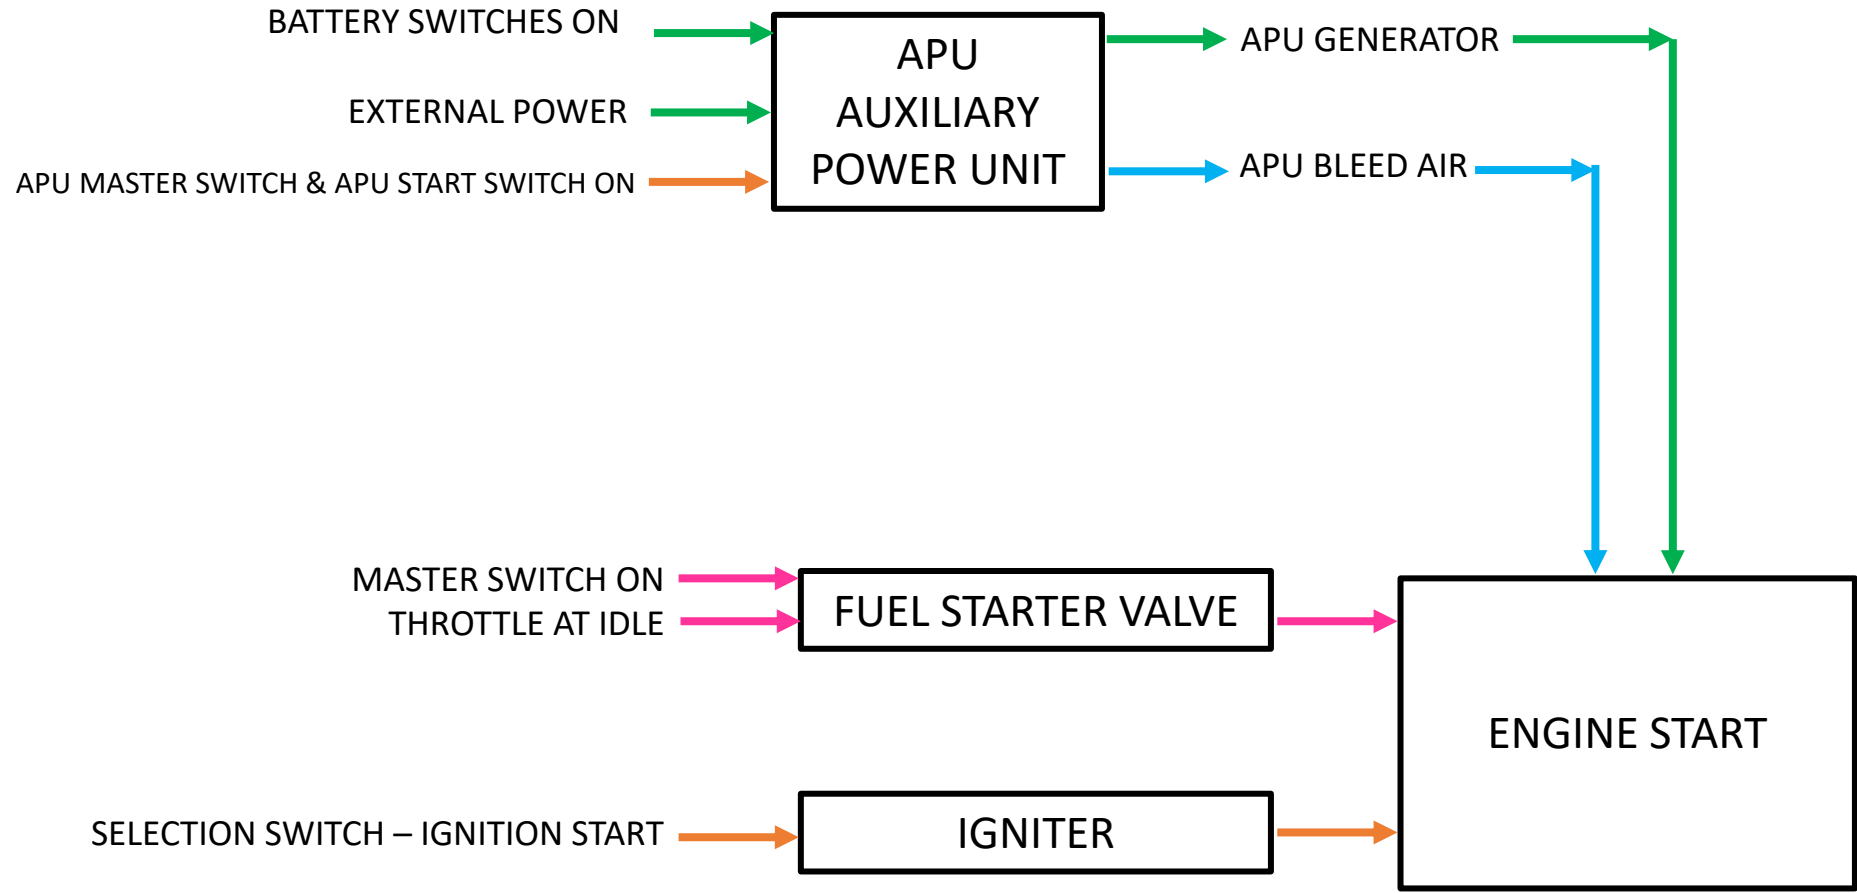 BATTERY SWITCHES ON
EXTERNAL POWER
APU MASTER SWITCH & APU START SWITCH ON
APU
AUXILIARY
POWER UNIT
APU GENERATOR
APU BLEED AIR
MASTER SWITCH ON
THROTTLE AT IDLE
FUEL STARTER VALVE
ENGINE START
SELECTION SWITCH – IGNITION START
IGNITER